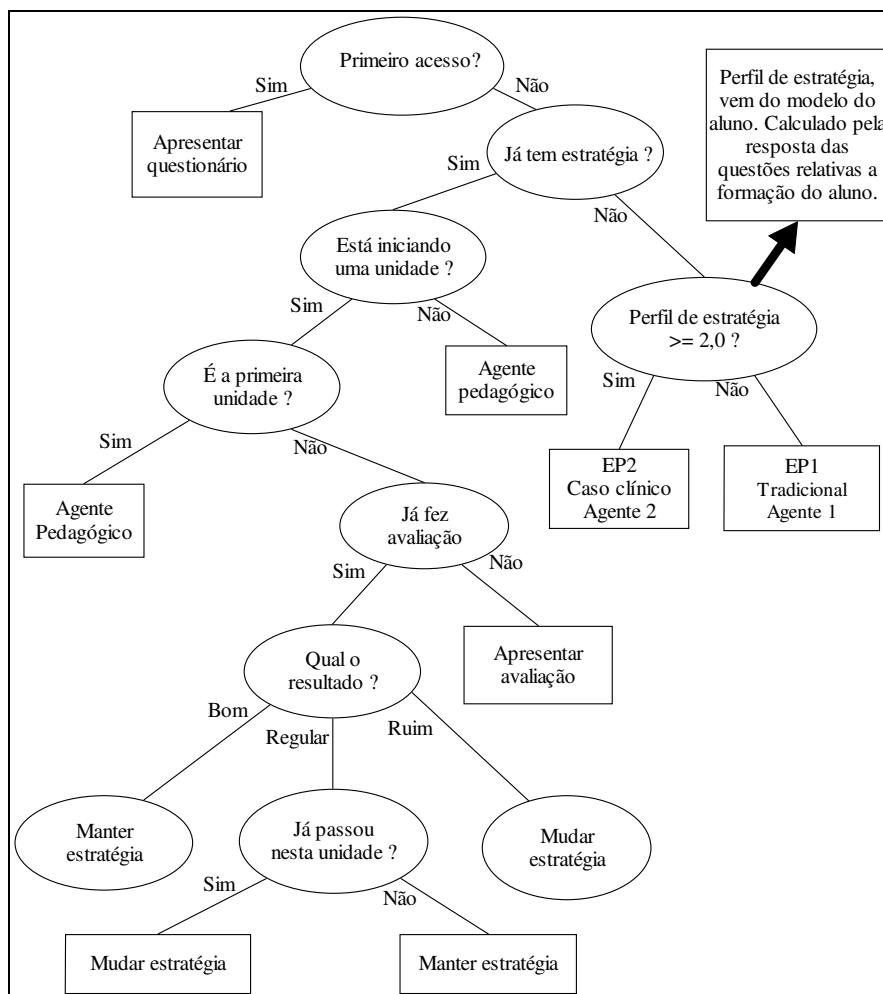 Primeiro acesso?
Sim
Não
Perfil de estratégia,
vem do modelo do
aluno. Calculado pela
resposta das
questões relativas a
formação do aluno.
Apresentar
questionário
Já tem estratégia ?
Sim
Não
Está iniciando
uma unidade ?
Sim
Não
Perfil de estratégia
>= 2,0 ?
Sim
Não
É a primeira
unidade ?
Agente
pedagógico
Sim
Não
EP2
Caso clínico
Agente 2
EP1
Tradicional
Agente 1
Agente
Pedagógico
Já fez
avaliação
Sim
Não
Qual o
resultado ?
Apresentar
avaliação
Bom
Regular
Ruim
Manter
estratégia
Já passou
nesta unidade ?
Mudar
estratégia
Sim
Não
Mudar estratégia
Manter estratégia